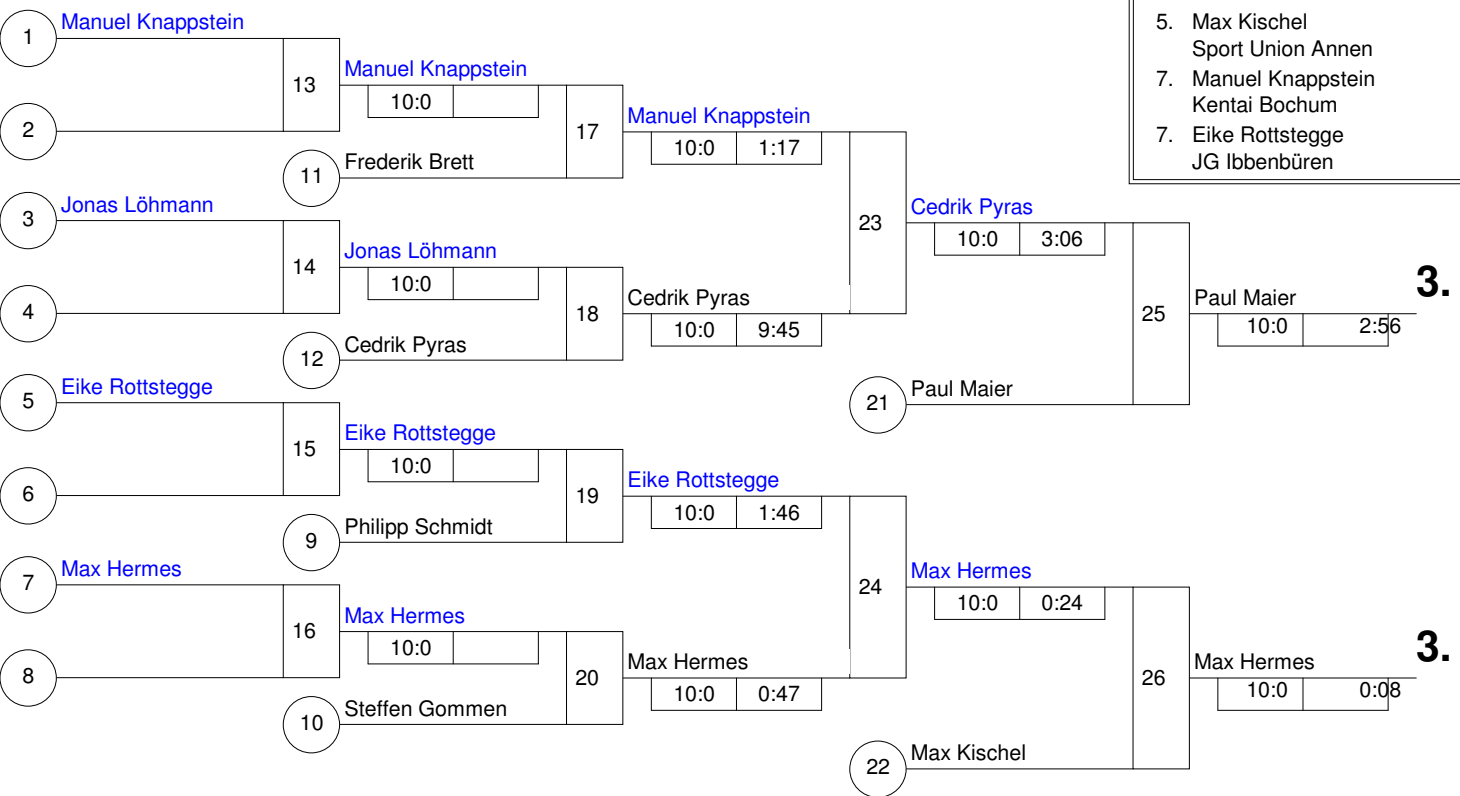 5. Max Kischel
Sport Union Annen
7. Manuel Knappstein
Kentai Bochum
7. Eike Rottstegge
JG Ibbenbüren
1 Manuel Knappstein
13 Manuel Knappstein
10:0
2
17 Manuel Knappstein
10:0 1:17
11 Frederik Brett
3 Jonas Löhmann
23 Cedrik Pyras
10:0 3:06
14 Jonas Löhmann
10:0
4
18 Cedrik Pyras
10:0 9:45
12 Cedrik Pyras
25 Paul Maier
10:0 2:56
3.
21 Paul Maier
5 Eike Rottstegge
15 Eike Rottstegge
10:0
6
19 Eike Rottstegge
10:0 1:46
9 Philipp Schmidt
7 Max Hermes
24 Max Hermes
10:0 0:24
16 Max Hermes
10:0
8
20 Max Hermes
10:0 0:47
10 Steffen Gommen
26 Max Hermes
10:0 0:08
3.
22 Max Kischel